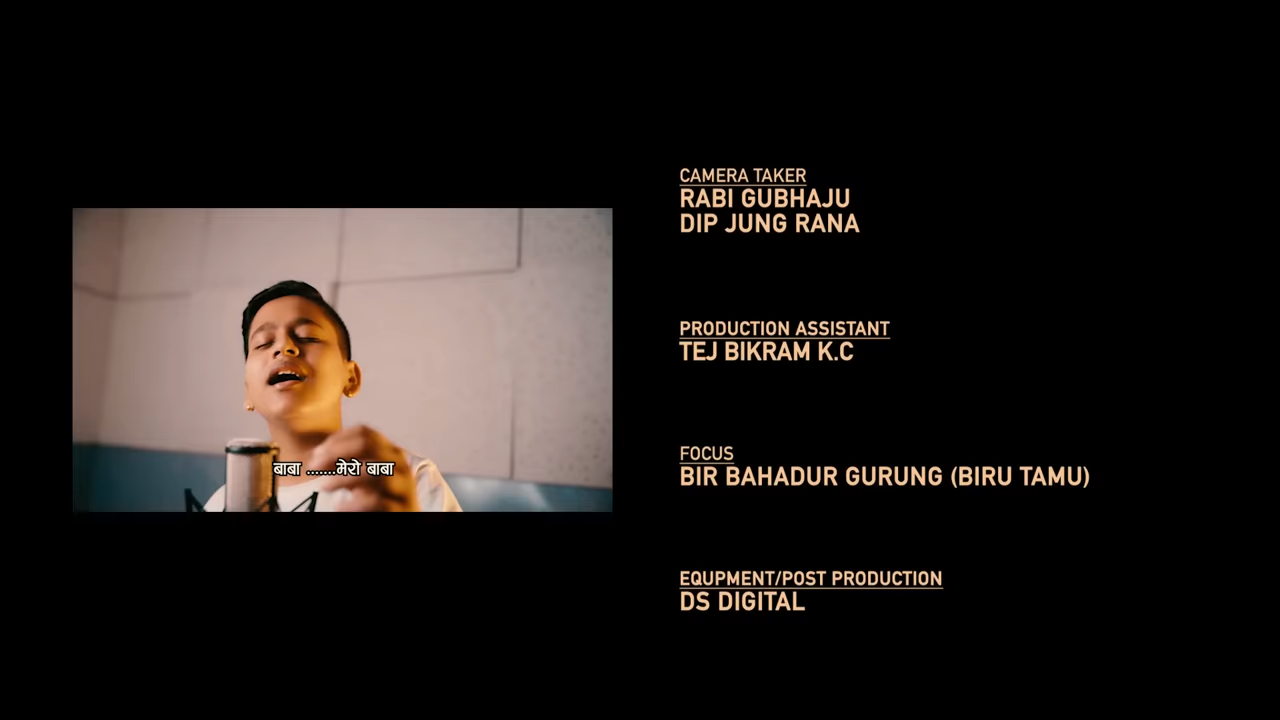 CAMERA TAKER
RABI GUBHAJU
DIP JUNG RANA
PRODUCTION ASSISTANT
TEJ BIKRAM K.C
FOCUS
BIR BAHADUR GURUNG (BIRU TAMU)
EQUPMENT/POST PRODUCTION
DS DIGITAL
बाबा .......मेरो बाबा